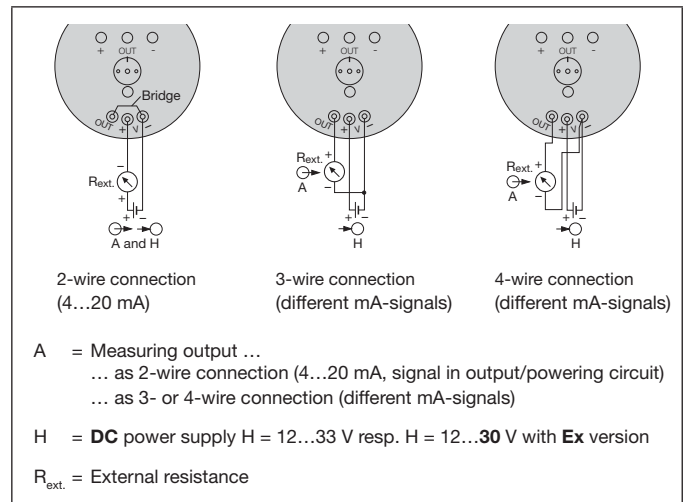 + OUT -
+ OUT -
+ OUT -
Bridge
OUT + V –
OUT + V –
OUT + V –
–
Rext.
+
+ –
A and H
Rext. +
A –
+ –
H
Rext. +
A –
+ –
H
2-wire connection
(4…20 mA)
3-wire connection
(different mA-signals)
4-wire connection
(different mA-signals)
A = Measuring output …
… as 2-wire connection (4…20 mA, signal in output/powering circuit)
… as 3- or 4-wire connection (different mA-signals)
H = DC power supply H = 12…33 V resp. H = 12…30 V with Ex version
Rext. = External resistance